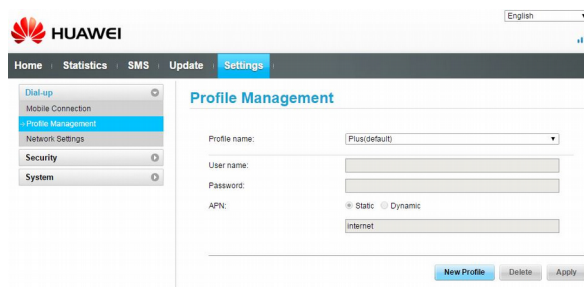 English
HUAWEI
Home Statistics SMS Update Settings
Dial-up
Mobile Connection
Profile Management
Network Settings
Security
System
Profile Management
Profile name: Plus(default)
User name:
Password:
APN: Static Dynamic
internet
New Profile Delete Apply